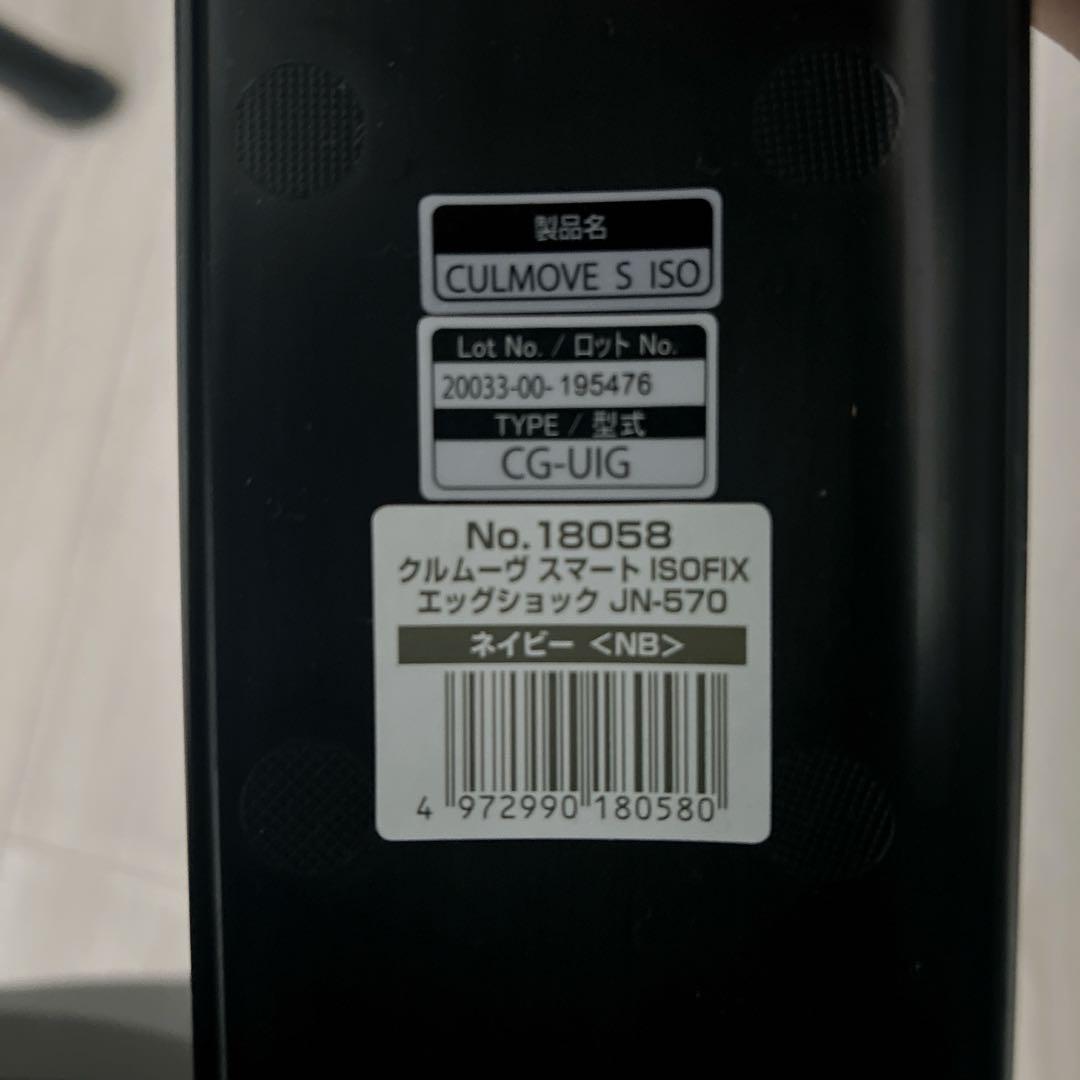 製品名
CULMOVE S ISO
Lot No. / ロット No.
20033-00- 195476
TYPE / 型式
CG-UIG
No.18058
クルムーヴ スマート ISOFIX
エッグショック JN-570
ネイビー <NB>
4 972990 180580